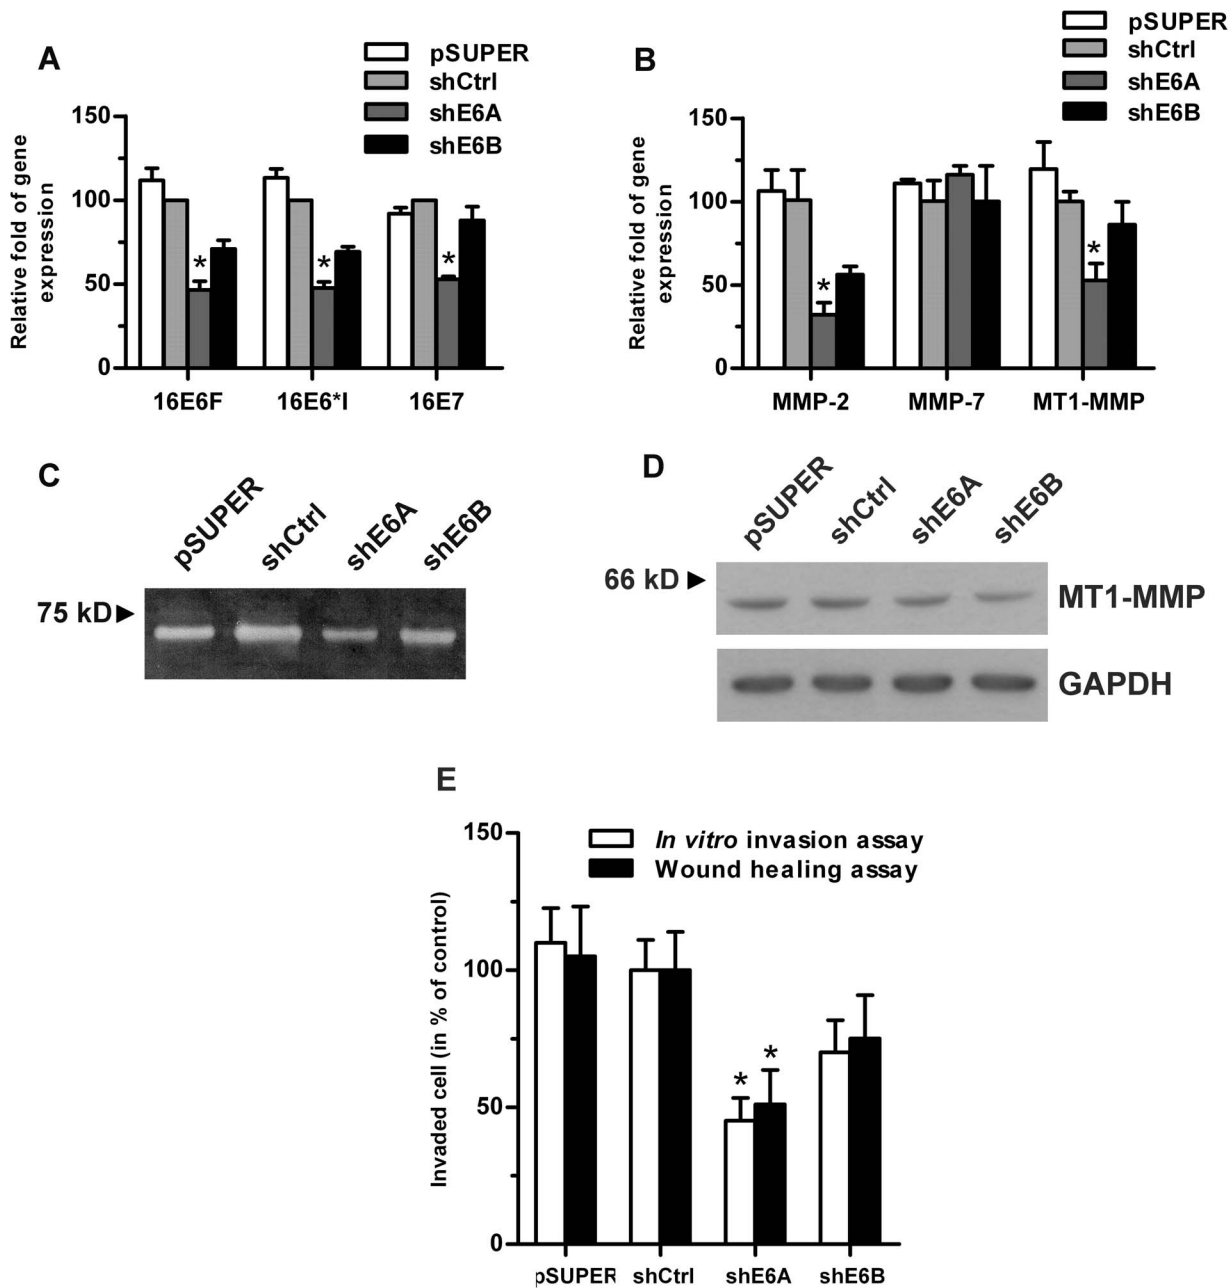 A
pSUPER
shCtrl
shE6A
shE6B
Relative fold of gene
expression
150
100
50
0
*
*
*
16E6F
16E6*I
16E7
B
pSUPER
shCtrl
shE6A
shE6B
Relative fold of gene
expression
150
100
50
0
*
*
MMP-2
MMP-7
MT1-MMP
C
pSUPER
shCtrl
shE6A
shE6B
75 kD
D
pSUPER
shCtrl
shE6A
shE6B
66 kD
MT1-MMP
GAPDH
E
Invaded cell (in % of control)
150
100
50
0
In vitro invasion assay
Wound healing assay
*
*
pSUPER
shCtrl
shE6A
shE6B